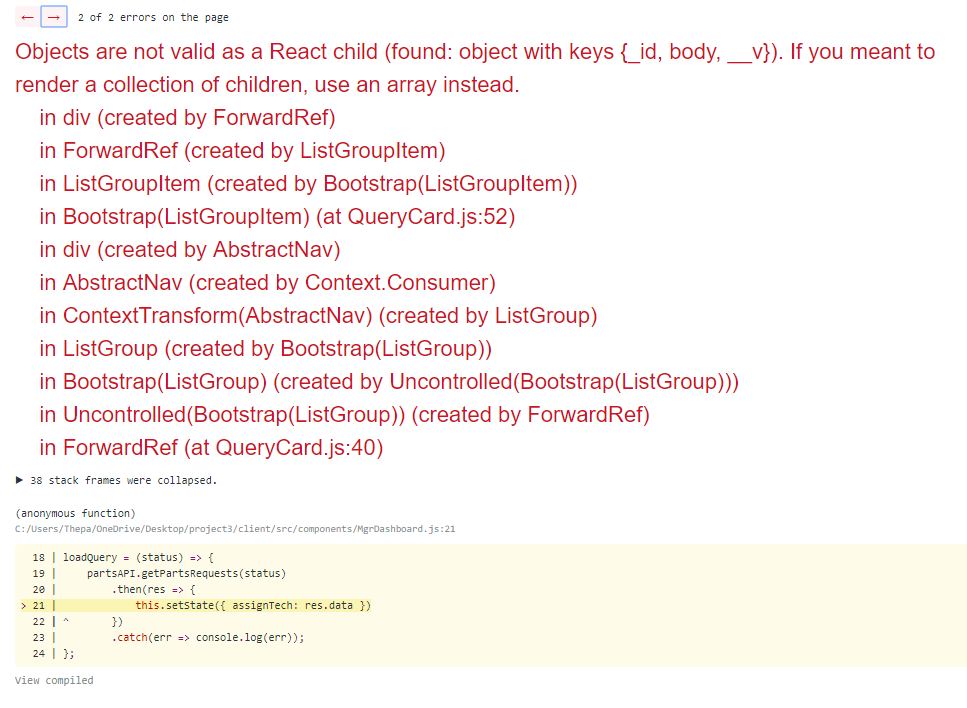 ← → 2 of 2 errors on the page
Objects are not valid as a React child (found: object with keys {_id, body, __v}). If you meant to
render a collection of children, use an array instead.
in div (created by ForwardRef)
in ForwardRef (created by ListGroupItem)
in ListGroupItem (created by Bootstrap(ListGroupItem))
in Bootstrap(ListGroupItem) (at QueryCard.js:52)
in div (created by AbstractNav)
in AbstractNav (created by Context.Consumer)
in ContextTransform(AbstractNav) (created by ListGroup)
in ListGroup (created by Bootstrap(ListGroup))
in Bootstrap(ListGroup) (created by Uncontrolled(Bootstrap(ListGroup)))
in Uncontrolled(Bootstrap(ListGroup)) (created by ForwardRef)
in ForwardRef (at QueryCard.js:40)
▶ 38 stack frames were collapsed.
(anonymous function)
C:/Users/Thepa/OneDrive/Desktop/project3/client/src/components/MgrDashboard.js:21
18 | loadQuery = (status) => {
19 |     partsAPI.getPartsRequests(status)
20 |         .then(res => {
> 21 |             this.setState({ assignTech: res.data })
22 | ^       })
23 |         .catch(err => console.log(err));
24 | };
View compiled